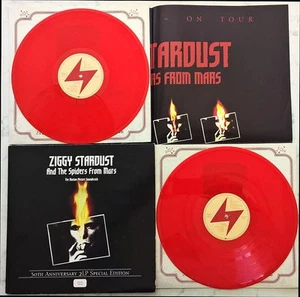 - ON TOUR
STARDUST
RS FROM MARS
ZIGGY STARDUST
And The Spiders From Mars
The Motion Picture Soundtrack
30TH ANNIVERSARY 2LP SPECIAL EDITION